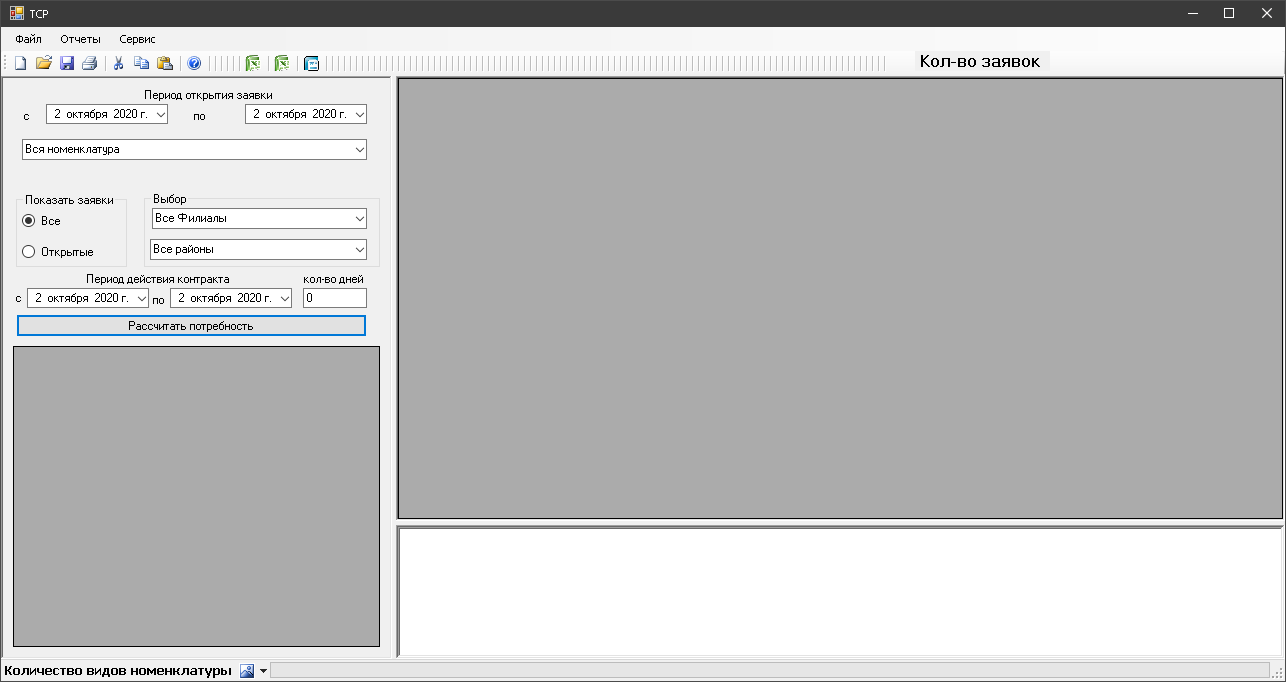 TCP
Файл Отчеты Сервис
Кол-во заявок
Период открытия заявки
с 2 октября 2020 г. по 2 октября 2020 г.
Вся номенклатура
Показать заявки
Все
Открытые
Выбор
Все Филиалы
Все районы
Период действия контракта кол-во дней
с 2 октября 2020 г. по 2 октября 2020 г. 0
Рассчитать потребность
Количество видов номенклатуры